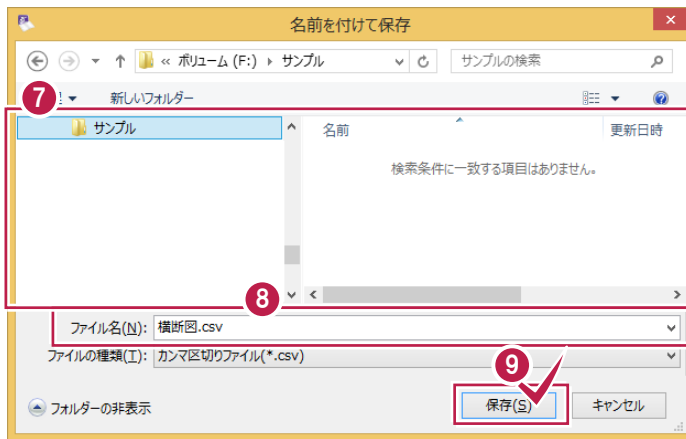 名前を付けて保存
« ボリューム (F:) サンプル
サンプルの検索
7
新しいフォルダー
サンプル
名前
更新日時
検索条件に一致する項目はありません。
8
ファイル名(N): 横断図.csv
ファイルの種類(T): カンマ区切りファイル(*.csv)
9
フォルダーの非表示
保存(S)
キャンセル